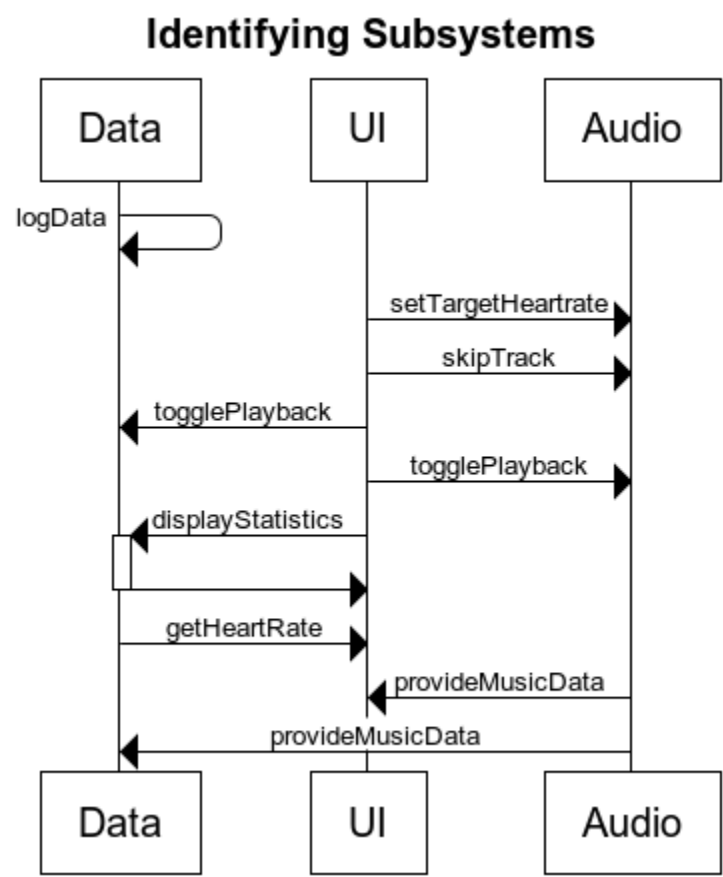 Identifying Subsystems
Data
UI
Audio
logData
setTargetHeartrate
skipTrack
togglePlayback
togglePlayback
displayStatistics
getHeartRate
provideMusicData
provideMusicData
Data
UI
Audio